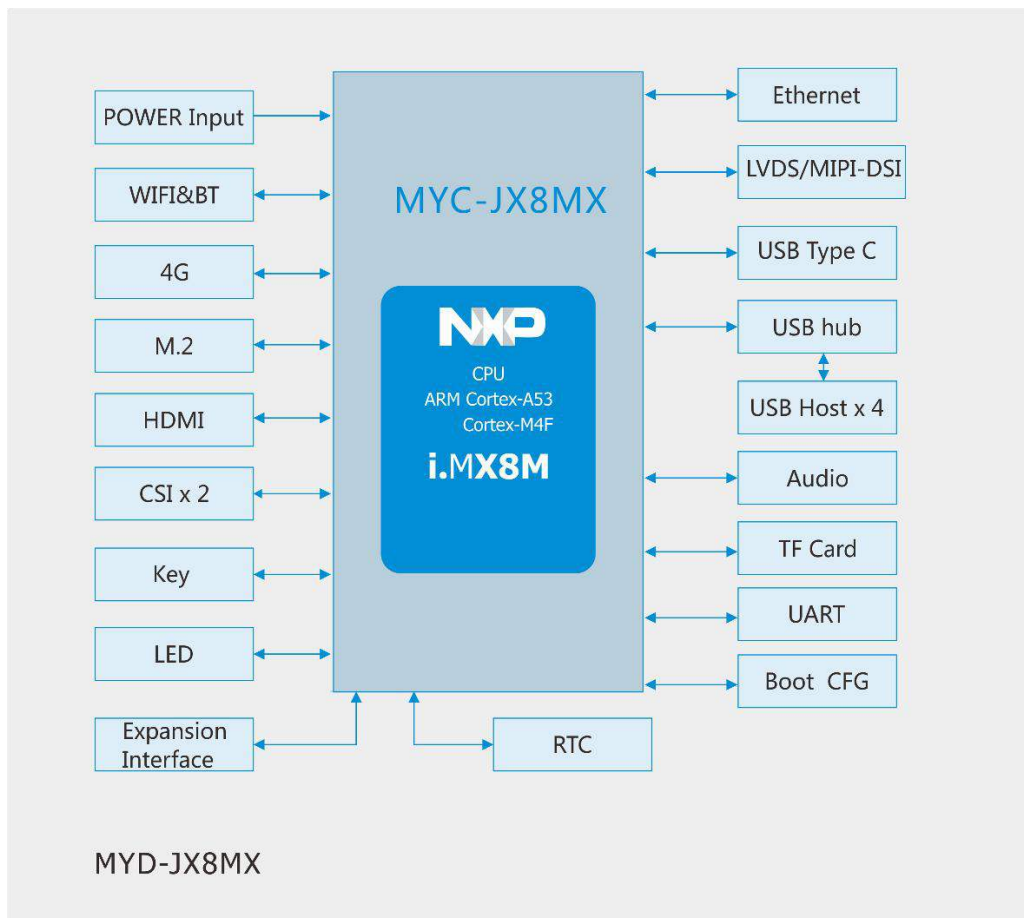 POWER Input
WIFI&BT
4G
M.2
HDMI
CSI x 2
Key
LED
Expansion
Interface
MYC-JX8MX
NXP
CPU
ARM Cortex-A53
Cortex-M4F
i.MX8M
Ethernet
LVDS/MIPI-DSI
USB Type C
USB hub
USB Host x 4
Audio
TF Card
UART
Boot CFG
RTC
MYD-JX8MX